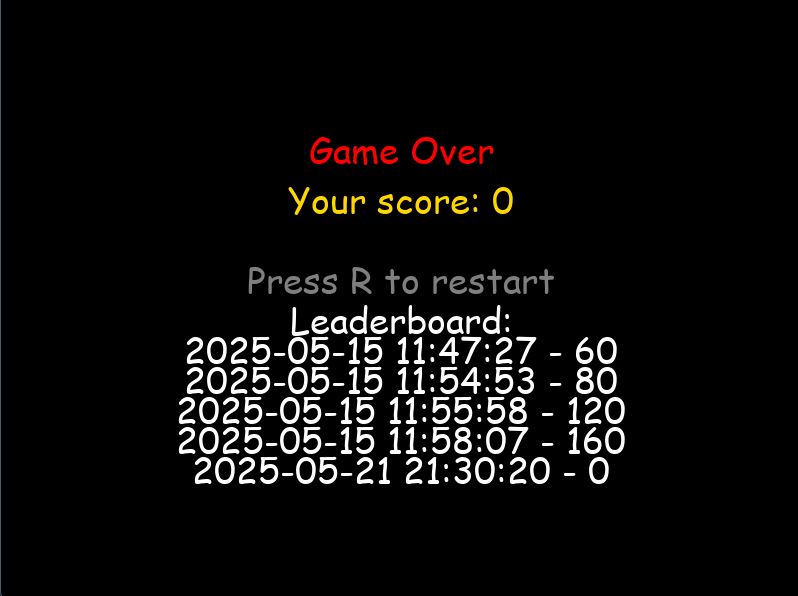 Game Over
Your score: 0
Press R to restart
Leaderboard:
2025-05-15 11:47:27 - 60
2025-05-15 11:54:53 - 80
2025-05-15 11:55:58 - 120
2025-05-15 11:58:07 - 160
2025-05-21 21:30:20 - 0